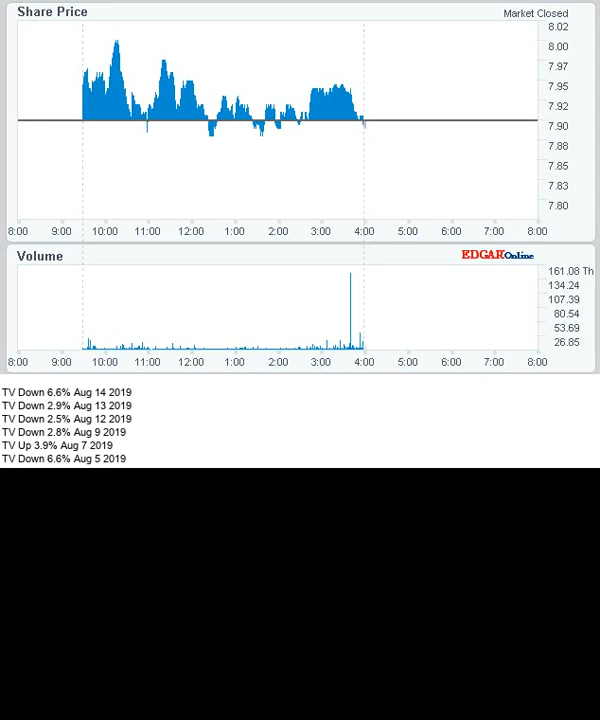 Share Price
Market Closed
8.02
8.00
7.97
7.95
7.92
7.90
7.88
7.85
7.83
7.80
8:00 9:00 10:00 11:00 12:00 1:00 2:00 3:00 4:00 5:00 6:00 7:00 8:00
Volume
EDGAR Online
161.08 Th
134.24
107.39
80.54
53.69
26.85
8:00 9:00 10:00 11:00 12:00 1:00 2:00 3:00 4:00 5:00 6:00 7:00 8:00
TV Down 6.6% Aug 14 2019
TV Down 2.9% Aug 13 2019
TV Down 2.5% Aug 12 2019
TV Down 2.8% Aug 9 2019
TV Up 3.9% Aug 7 2019
TV Down 6.6% Aug 5 2019